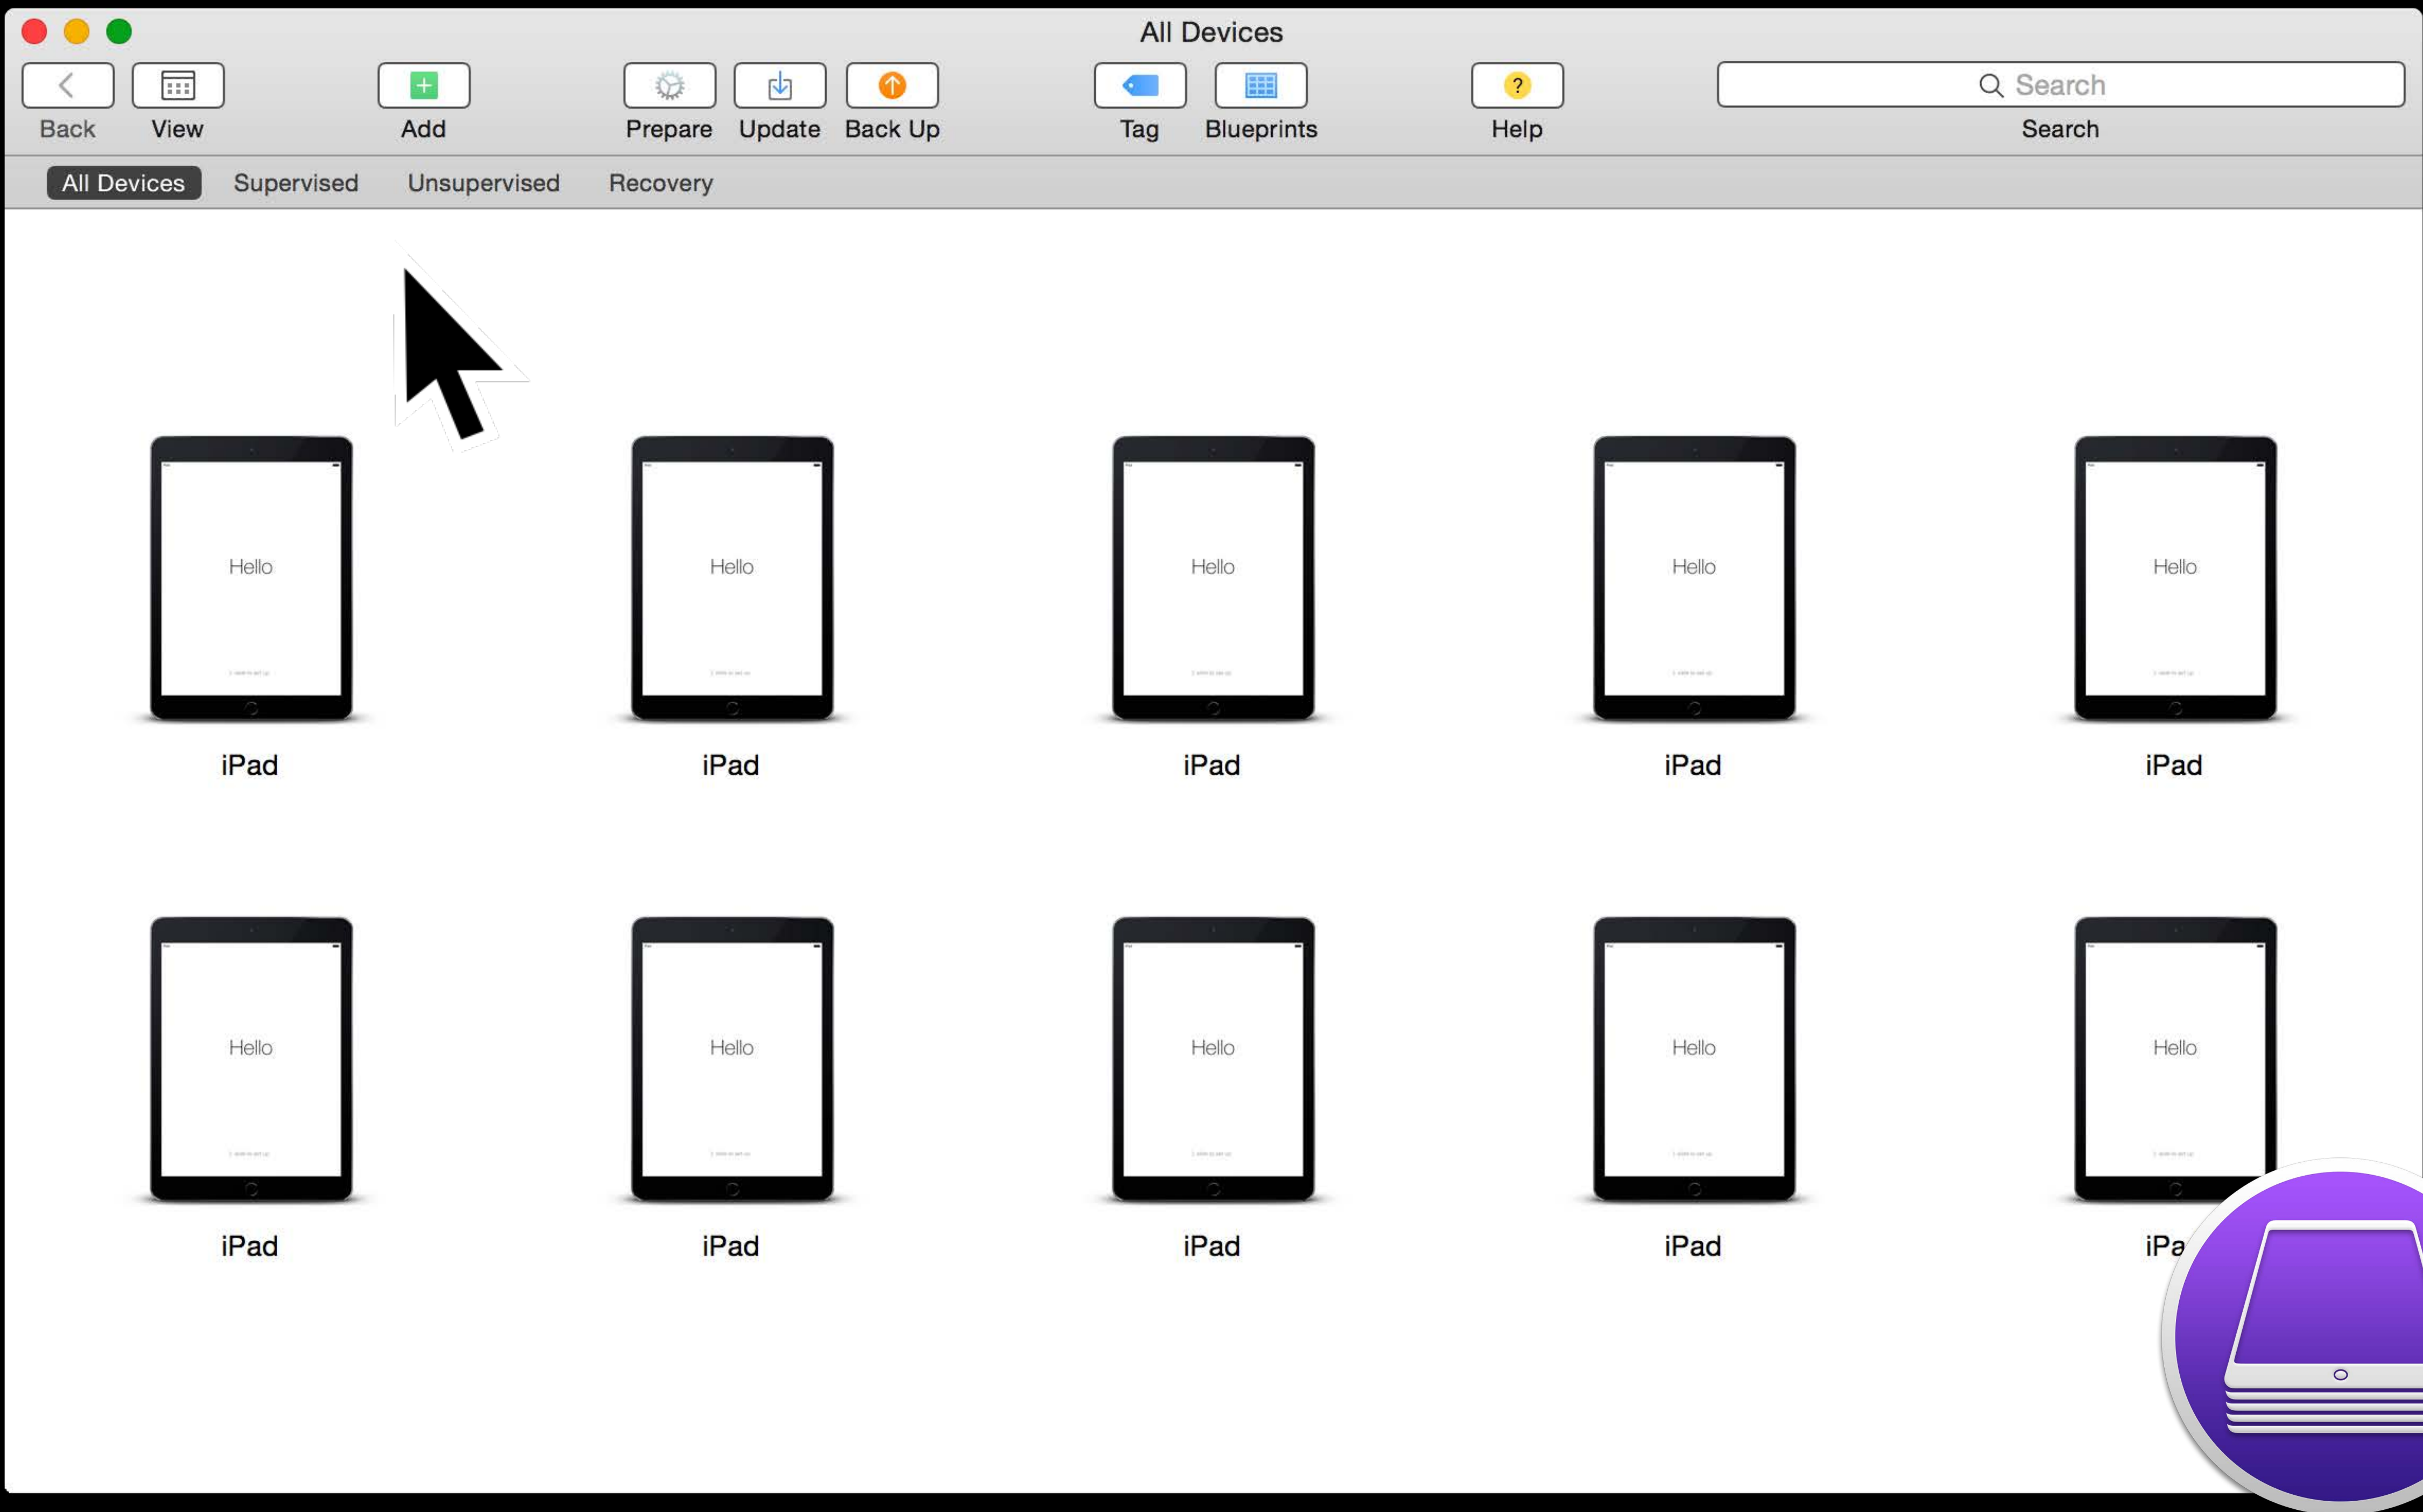 All Devices
Back View Add Prepare Update Back Up Tag Blueprints ? Help Search
Search
All Devices Supervised Unsupervised Recovery
Hello Hello Hello Hello Hello
iPad iPad iPad iPad iPad
Hello Hello Hello Hello Hello
iPad iPad iPad iPad iPa